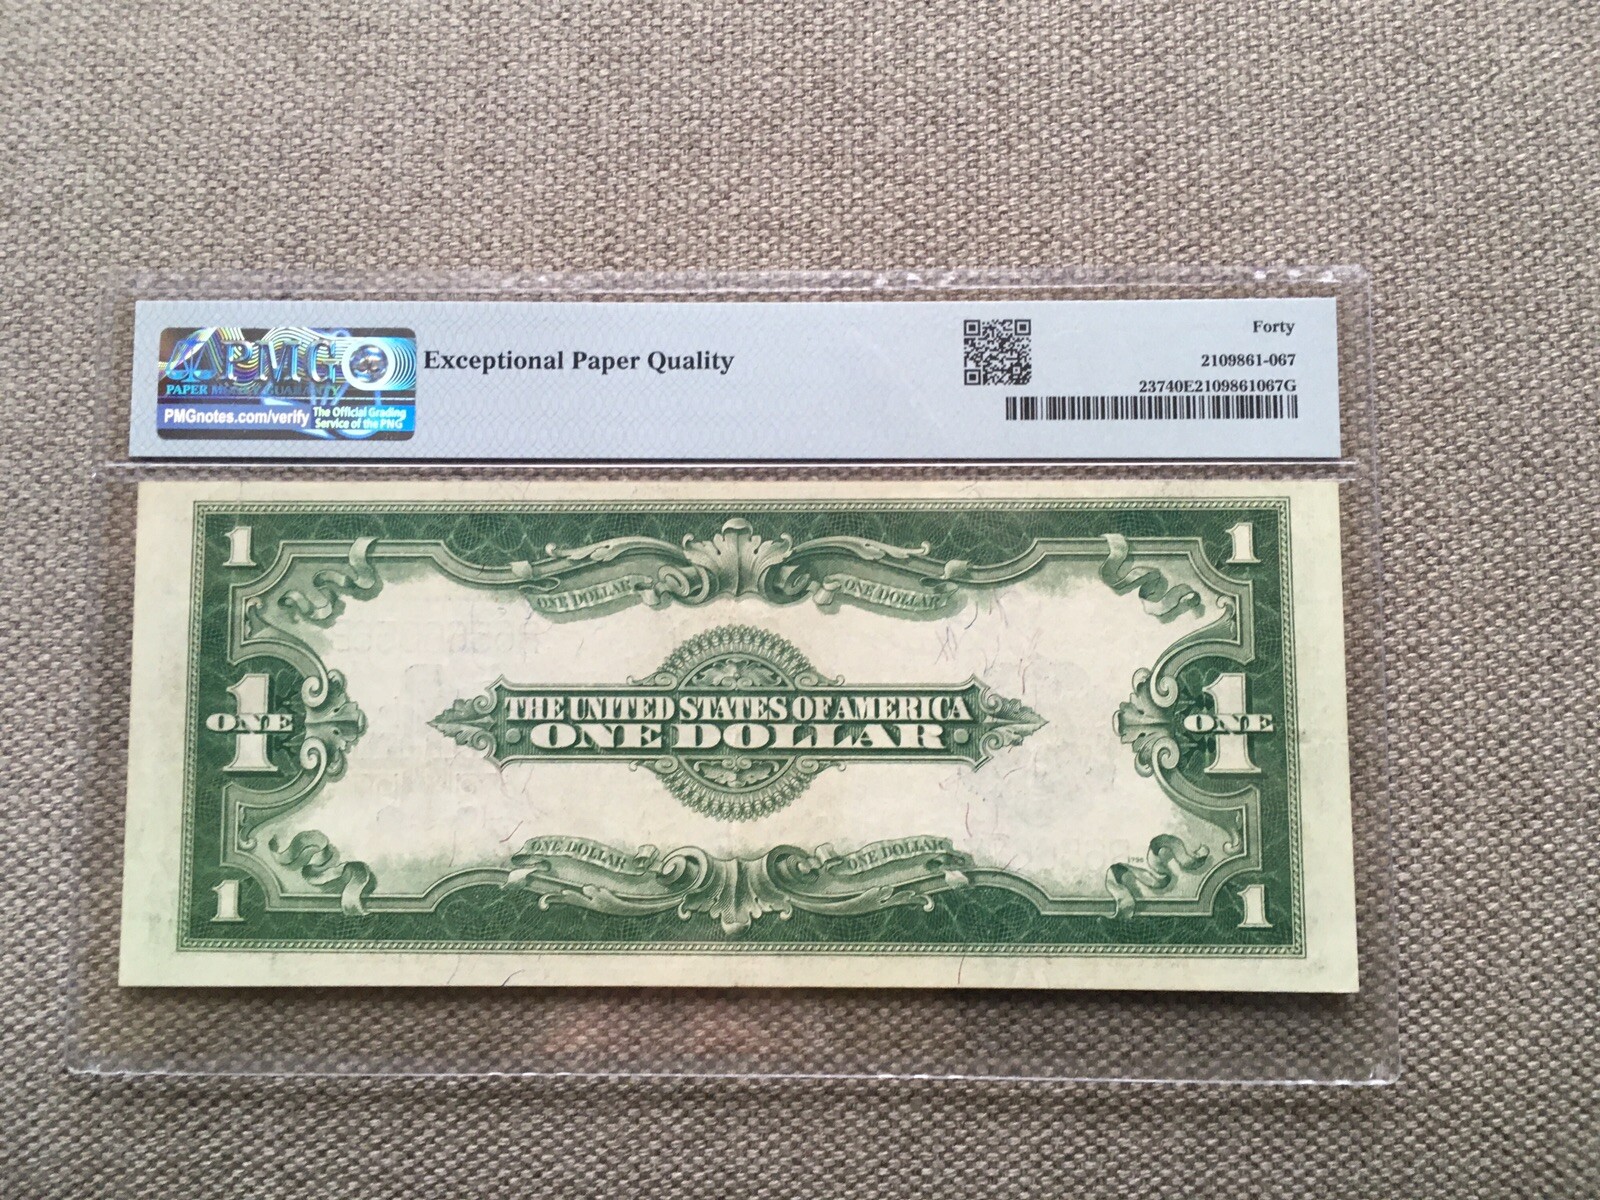 PMG
PAPER MONEY GUARANTY
PMGnotes.com/verify
The Official Grading
Service of the PNG
Exceptional Paper Quality
Forty
2109861-067
23740E2109861067G
1
1
ONE DOLLAR
ONE DOLLAR
1
ONE
THE UNITED STATES OF AMERICA
ONE DOLLAR
1
ONE
ONE DOLLAR
ONE DOLLAR
1
1